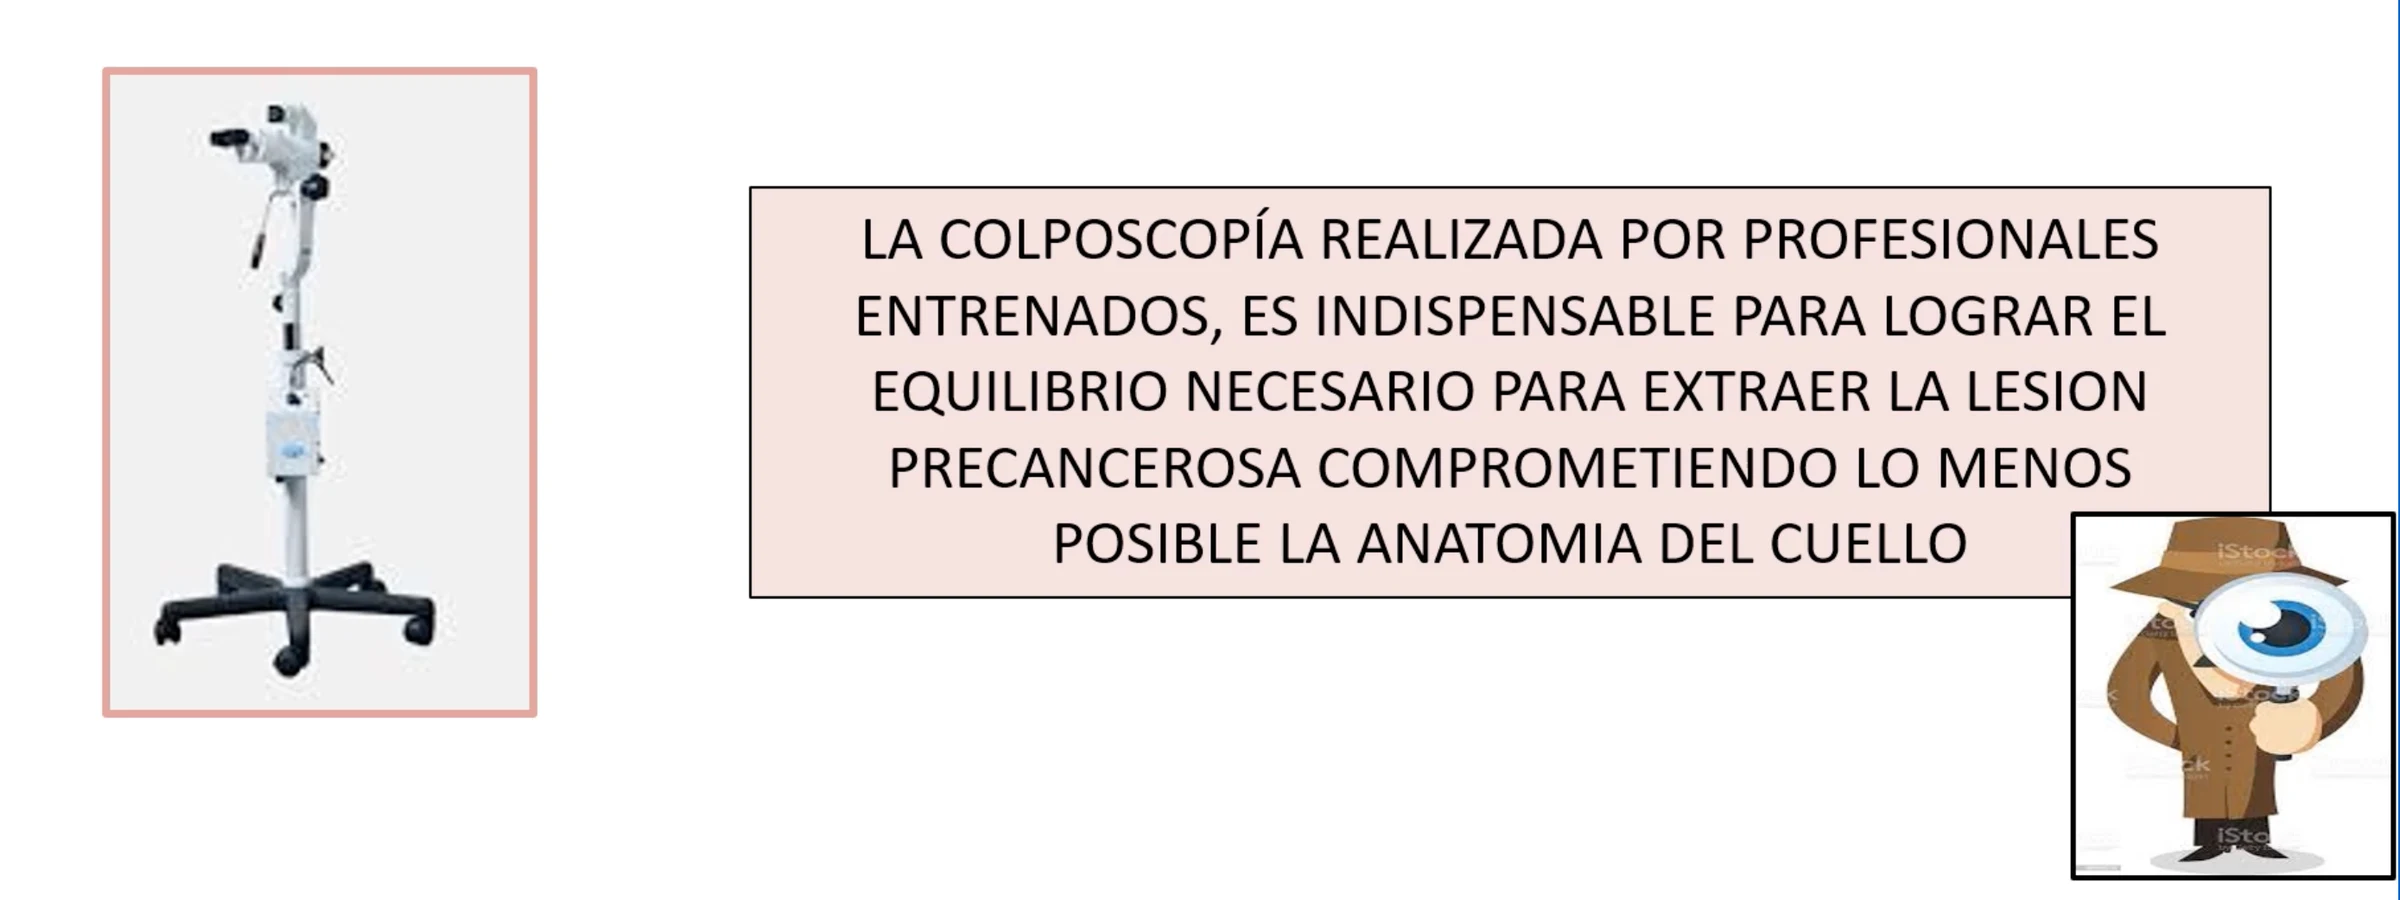 LA COLPOSCOPÍA REALIZADA POR PROFESIONALES
ENTRENADOS, ES INDISPENSABLE PARA LOGRAR EL
EQUILIBRIO NECESARIO PARA EXTRAER LA LESION
PRECANCEROSA COMPROMETIENDO LO MENOS
POSIBLE LA ANATOMIA DEL CUELLO
iStock